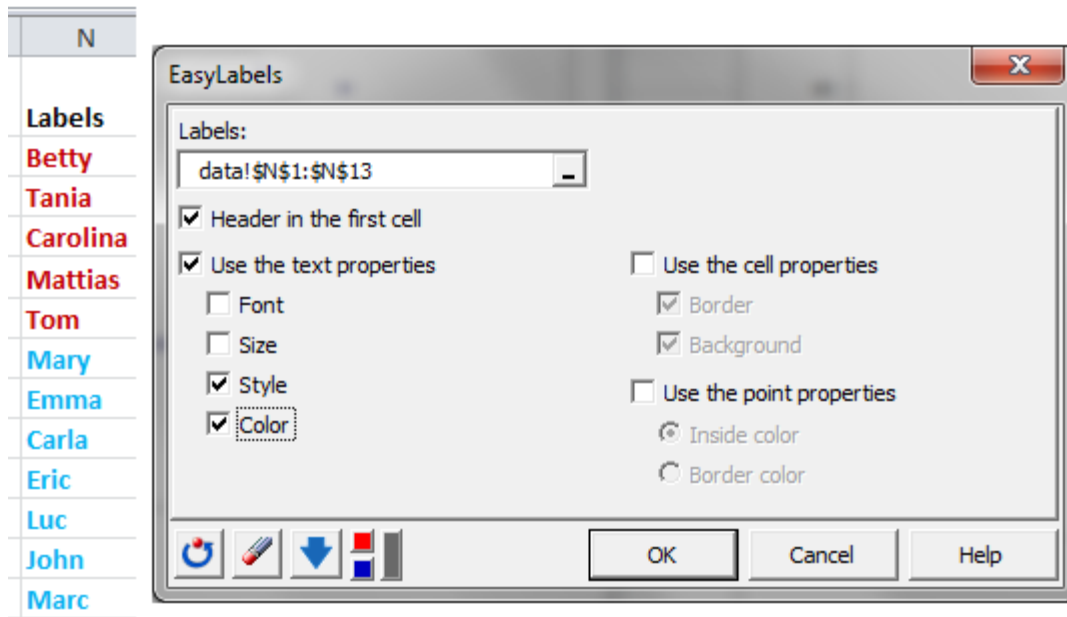 N
Labels
Betty
Tania
Carolina
Mattias
Tom
Mary
Emma
Carla
Eric
Luc
John
Marc
EasyLabels
Labels:
data!$N$1:$N$13
Header in the first cell
Use the text properties
Font
Size
Style
Color
Use the cell properties
Border
Background
Use the point properties
Inside color
Border color
OK Cancel Help